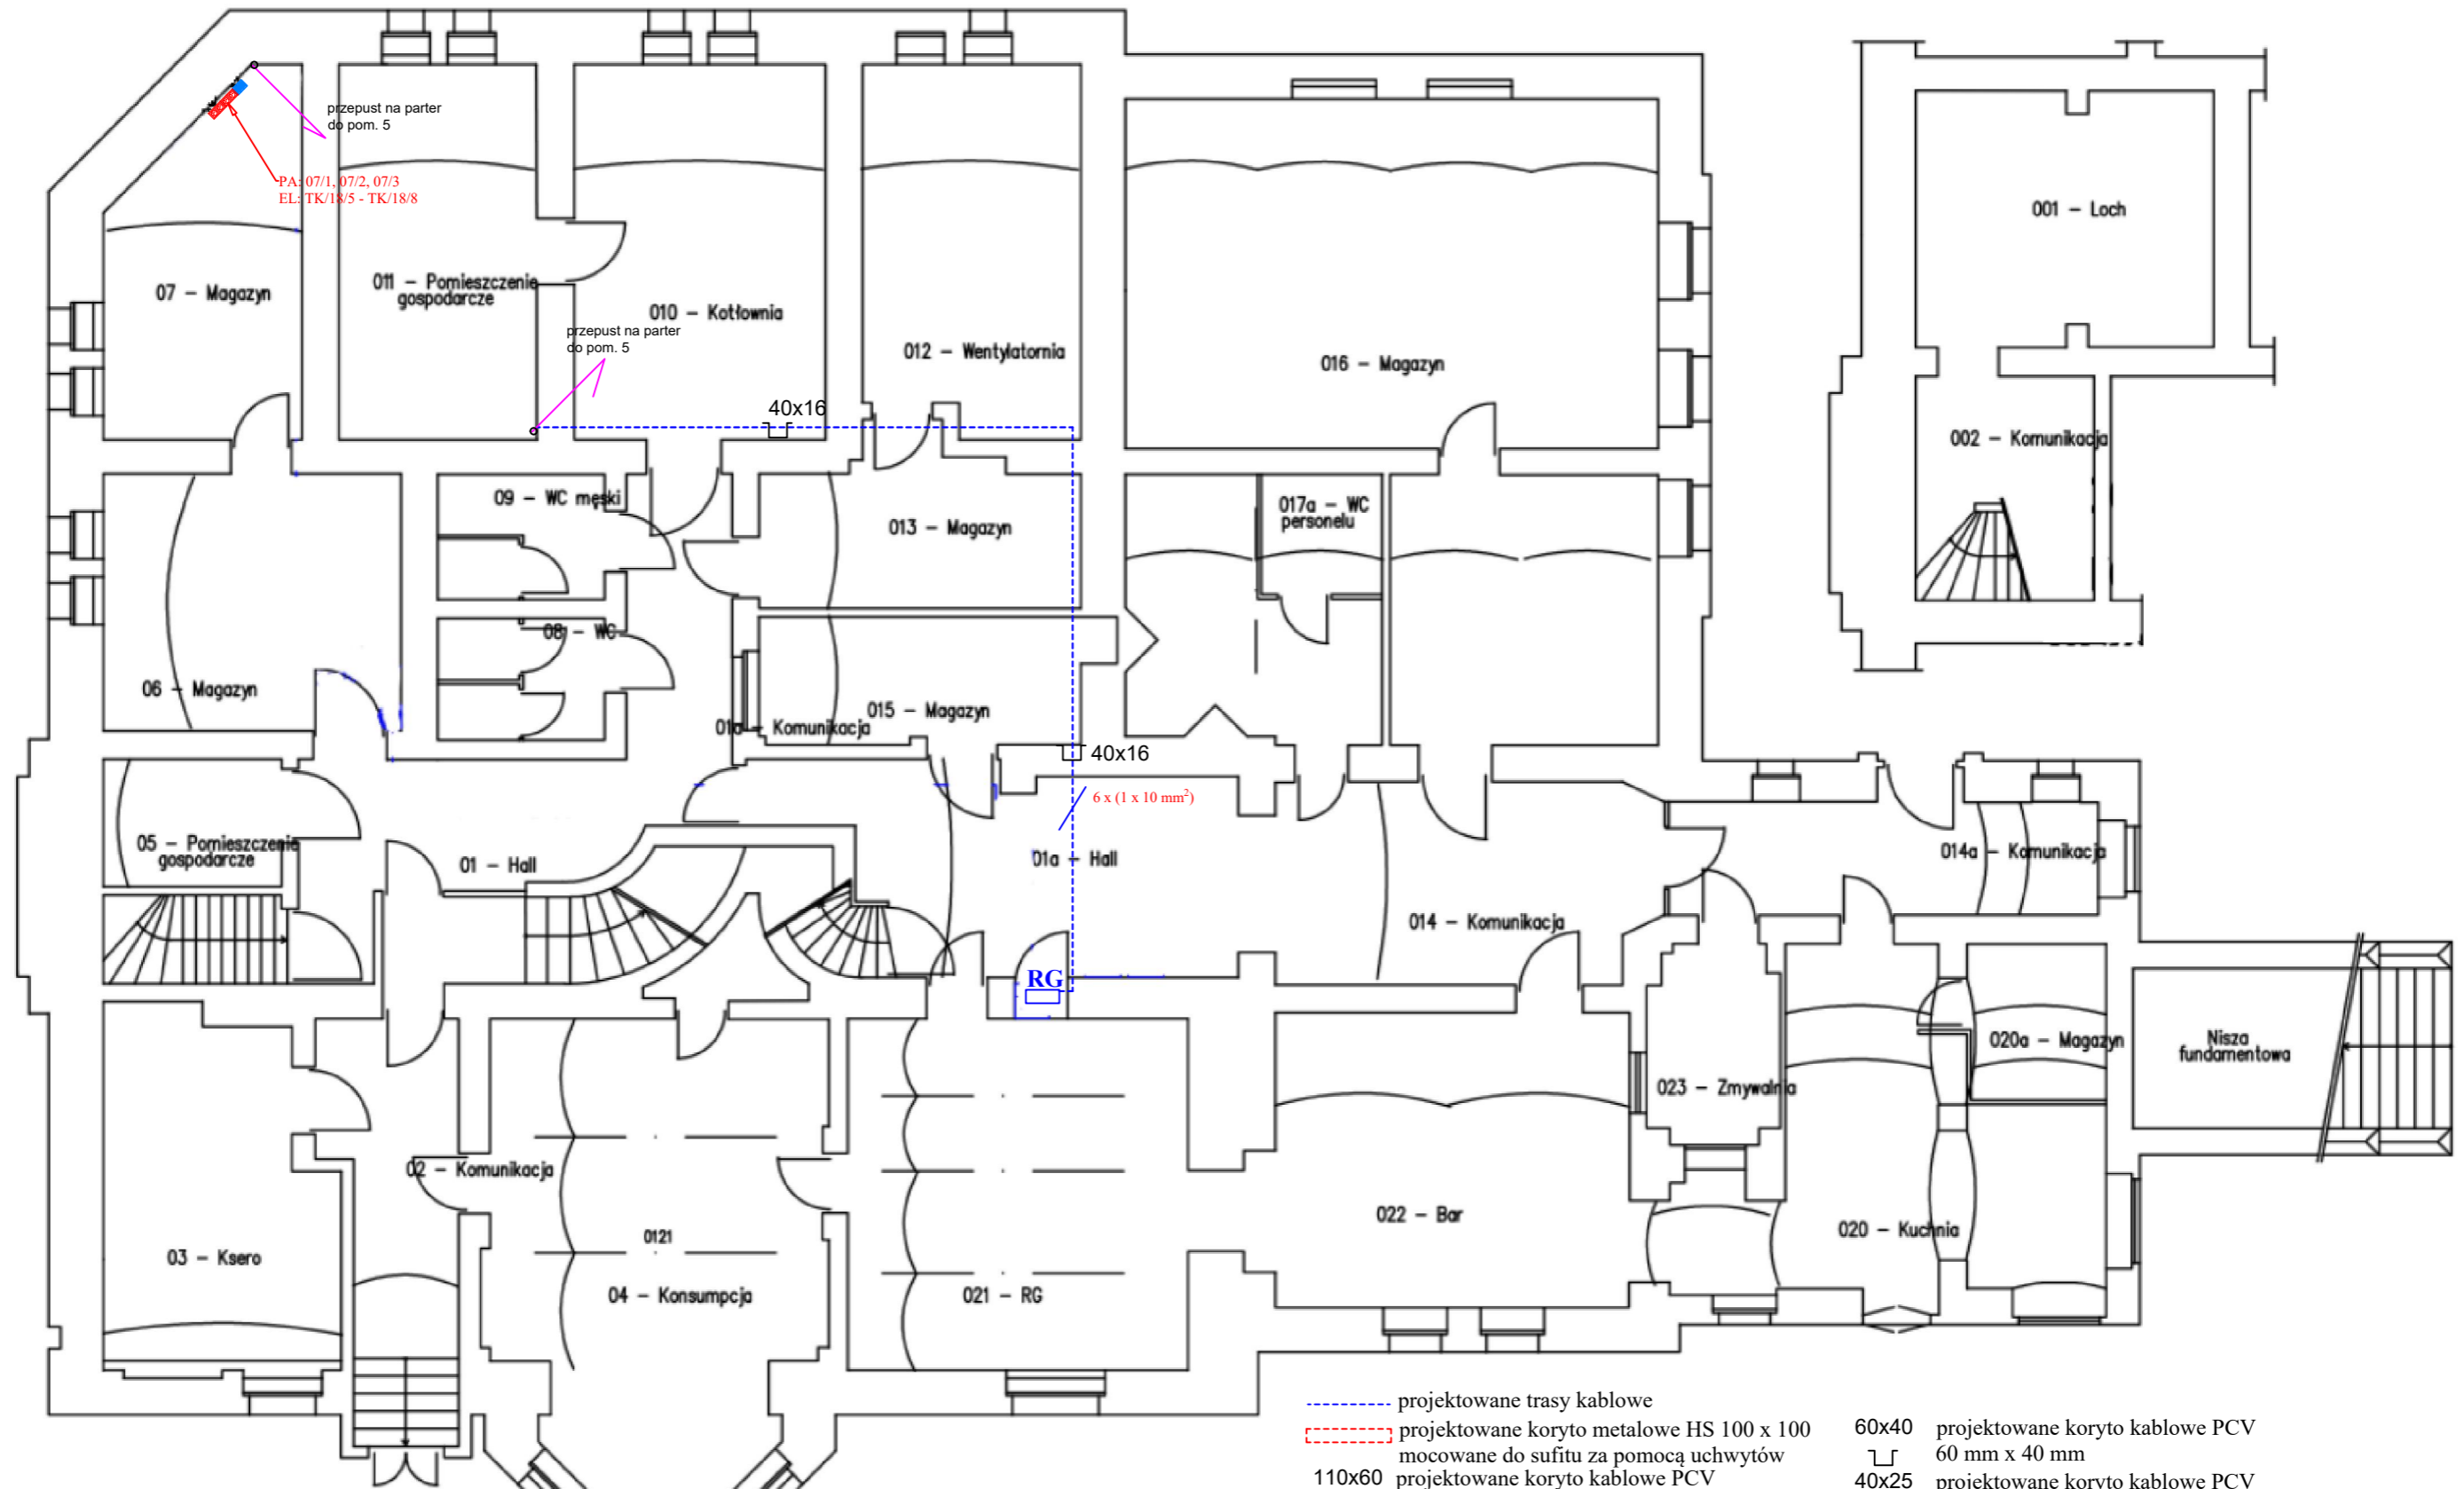 przepust na parter
do pom. 5
PA: 07/1, 07/2, 07/3
EL: TK/18/5 - TK/18/8
07 – Magazyn
011 – Pomieszczenie
gospodarcze
010 – Kotłownia
przepust na parter
do pom. 5
012 – Wentylatornia
016 – Magazyn
001 – Loch
002 – Komunikacja
40x16
09 – WC męski
013 – Magazyn
017a – WC
personelu
08 – WC
06 – Magazyn
015 – Magazyn
01a – Komunikacja
40x16
6 x (1 x 10 mm²)
05 – Pomieszczenie
gospodarcze
01 – Hall
01a – Hall
014a – Komunikacja
014 – Komunikacja
RG
020a – Magazyn
Nisza
fundamentowa
023 – Zmywalnia
02 – Komunikacja
022 – Bar
020 – Kuchnia
0121
03 – Ksero
04 – Konsumpcja
021 – RG
projektowane trasy kablowe
projektowane koryto metalowe HS 100 x 100
mocowane do sufitu za pomocą uchwytów
110x60 projektowane koryto kablowe PCV
60x40 projektowane koryto kablowe PCV
60 mm x 40 mm
40x25 projektowane koryto kablowe PCV